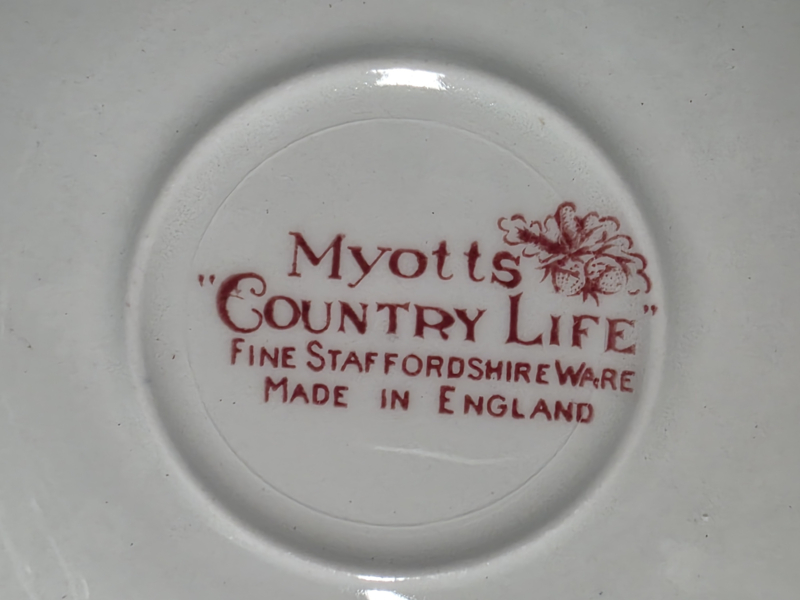 Myotts
"COUNTRY LIFE"
FINE STAFFORDSHIRE WARE
MADE IN ENGLAND